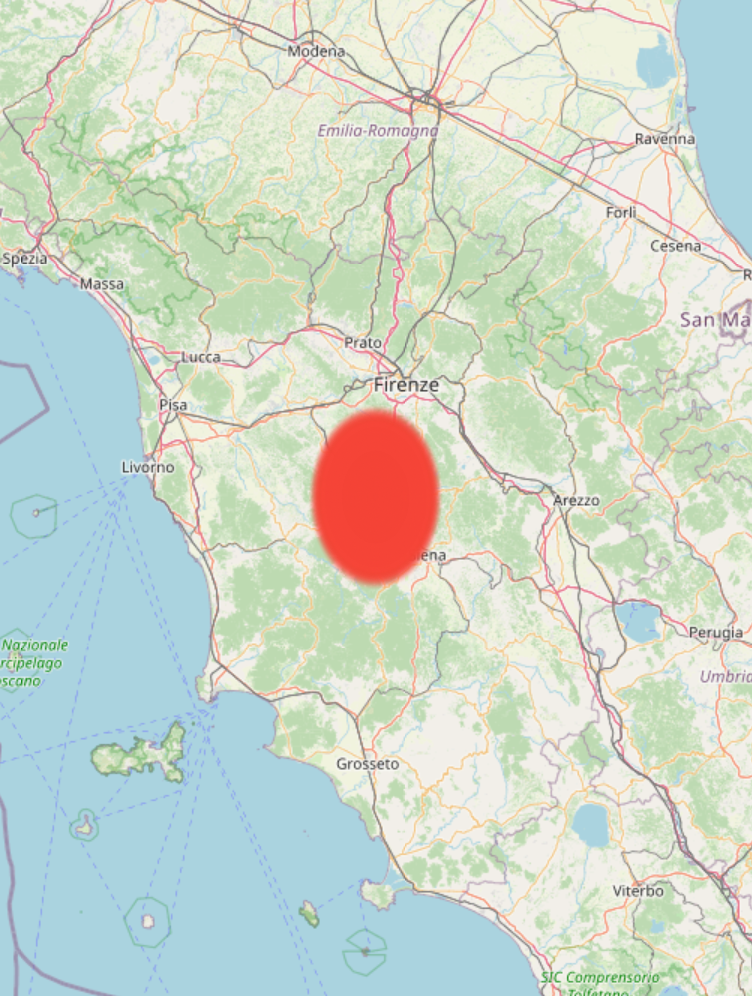 Modena
Emilia-Romagna
Ravenna
Forlì
Cesena
Spezia
Massa
San Ma
Prato
Lucca
Firenze
Pisa
Livorno
Arezzo
ena
Perugia
Nazionale
rcipelago
oscano
Umbria
Grosseto
Viterbo
SIC Comprensorio
Tolfetano